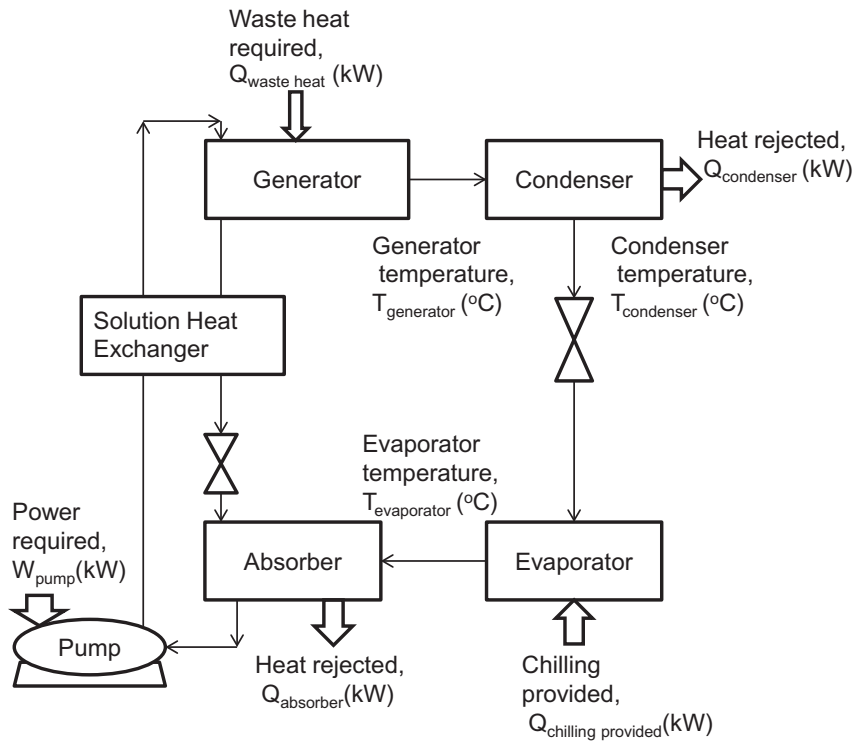 Waste heat
required,
Qwaste heat (kW)
Generator
Condenser
Heat rejected,
Qcondenser (kW)
Generator
temperature,
Tgenerator (oC)
Condenser
temperature,
Tcondenser (oC)
Solution Heat
Exchanger
Evaporator
temperature,
Tevaporator (oC)
Power
required,
Wpump(kW)
Absorber
Evaporator
Pump
Heat rejected,
Qabsorber(kW)
Chilling
provided,
Qchilling provided(kW)